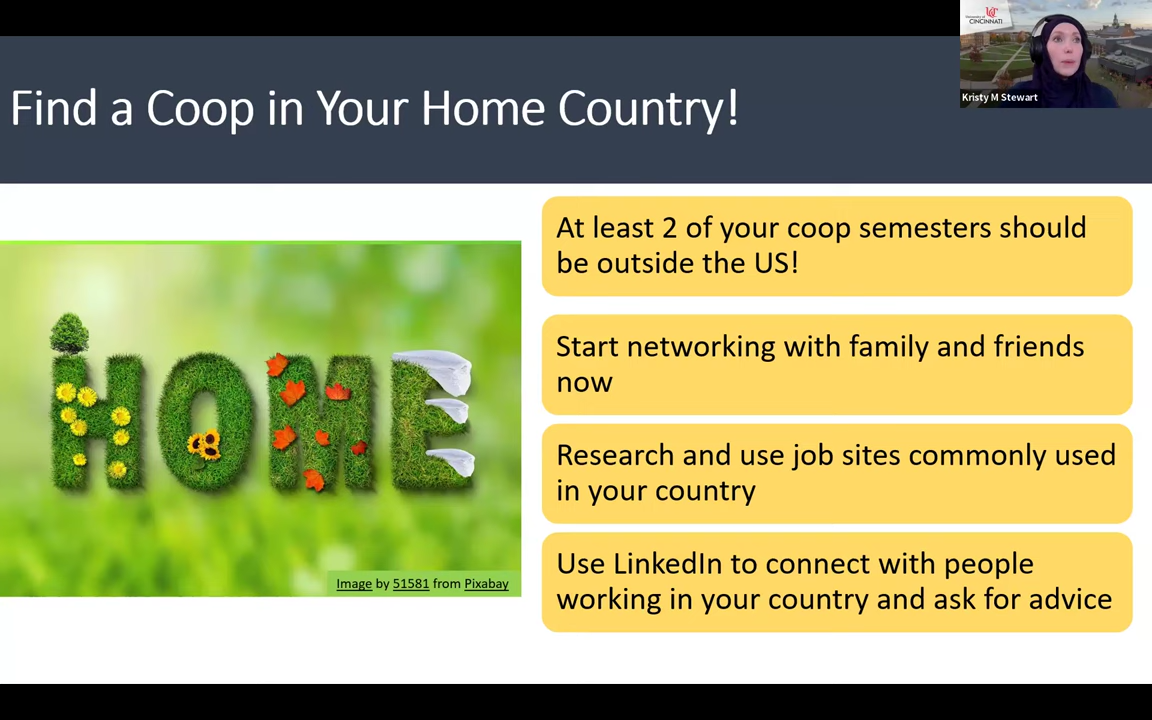 Find a Coop in Your Home Country!
CINCINNATI
Kristy M Stewart
HOME
Image by 51581 from Pixabay
At least 2 of your coop semesters should
be outside the US!
Start networking with family and friends
now
Research and use job sites commonly used
in your country
Use LinkedIn to connect with people
working in your country and ask for advice